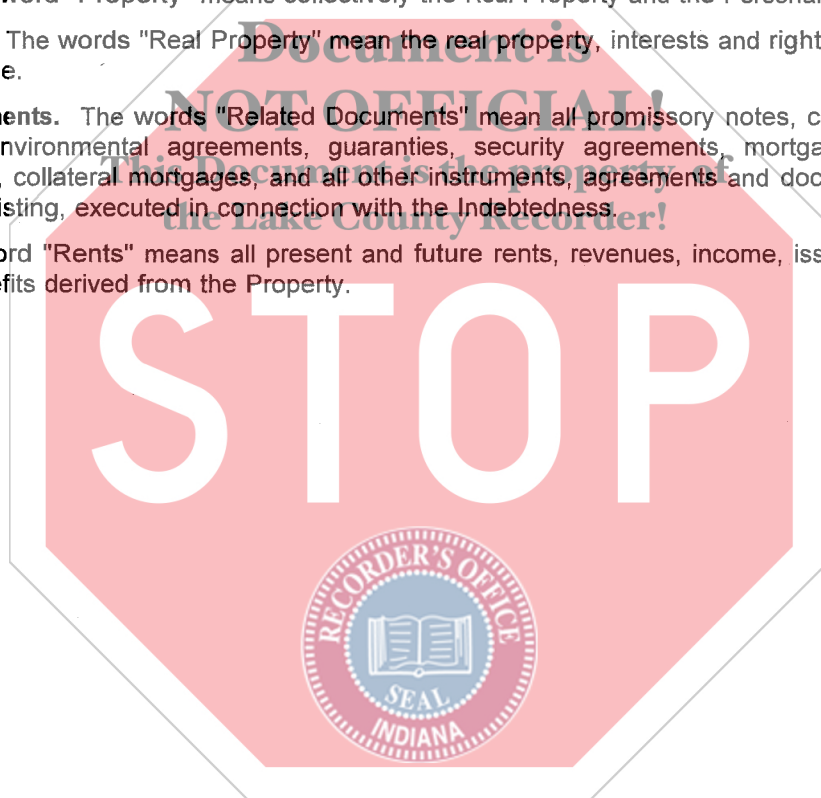 word "Property" means collectively the Real Property and the Personal
The words "Real Property" mean the real property, interests and right
e.
Document is
NOT OFFICIAL!
ents. The words "Related Documents" mean all promissory notes, c
nvironmental agreements, guaranties, security agreements, mortga
This Document is the property of
, collateral mortgages, and all other instruments, agreements and doc
isting, executed in connection with the Indebtedness.
the Lake County Recorder!
ord "Rents" means all present and future rents, revenues, income, iss
fits derived from the Property.
STOP
RECORDER'S OFFICE
SEAL
INDIANA